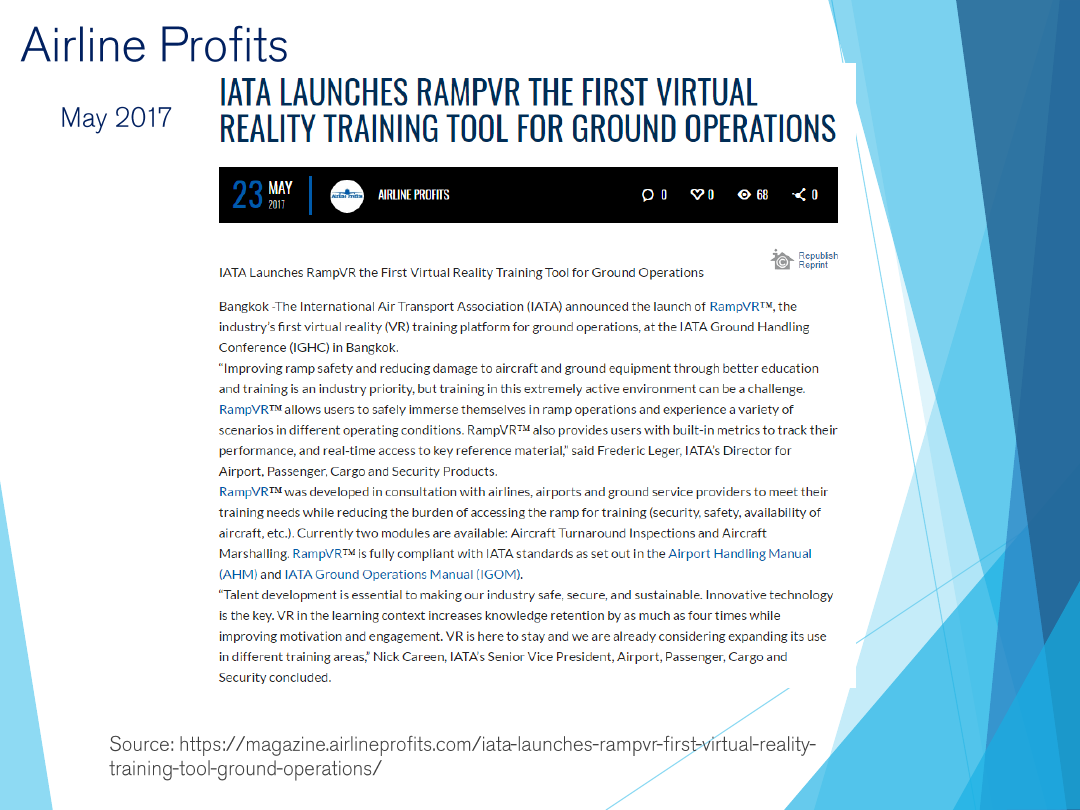 Airline Profits
May 2017
IATA LAUNCHES RAMPVR THE FIRST VIRTUAL
REALITY TRAINING TOOL FOR GROUND OPERATIONS
23 MAY
2017
Airline Profits
AIRLINE PROFITS
0
0
68
0
Republish
Reprint
IATA Launches RampVR the First Virtual Reality Training Tool for Ground Operations
Bangkok -The International Air Transport Association (IATA) announced the launch of RampVR™, the
industry's first virtual reality (VR) training platform for ground operations, at the IATA Ground Handling
Conference (IGHC) in Bangkok.
“Improving ramp safety and reducing damage to aircraft and ground equipment through better education
and training is an industry priority, but training in this extremely active environment can be a challenge.
RampVR™ allows users to safely immerse themselves in ramp operations and experience a variety of
scenarios in different operating conditions. RampVR™ also provides users with built-in metrics to track their
performance, and real-time access to key reference material,” said Frederic Leger, IATA’s Director for
Airport, Passenger, Cargo and Security Products.
RampVR™ was developed in consultation with airlines, airports and ground service providers to meet their
training needs while reducing the burden of accessing the ramp for training (security, safety, availability of
aircraft, etc.). Currently two modules are available: Aircraft Turnaround Inspections and Aircraft
Marshalling. RampVR™ is fully compliant with IATA standards as set out in the Airport Handling Manual
(AHM) and IATA Ground Operations Manual (IGOM).
“Talent development is essential to making our industry safe, secure, and sustainable. Innovative technology
is the key. VR in the learning context increases knowledge retention by as much as four times while
improving motivation and engagement. VR is here to stay and we are already considering expanding its use
in different training areas,” Nick Careen, IATA’s Senior Vice President, Airport, Passenger, Cargo and
Security concluded.
Source: https://magazine.airlineprofits.com/iata-launches-rampvr-first-virtual-reality-
training-tool-ground-operations/